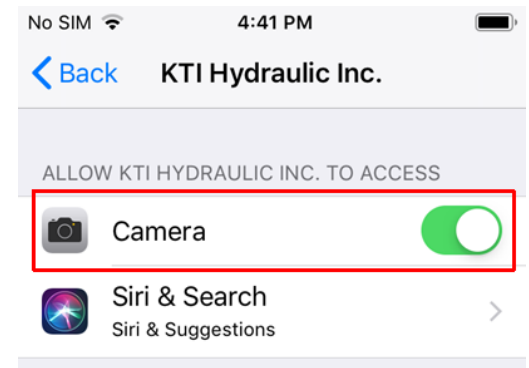 No SIM 4:41 PM
Back KTI Hydraulic Inc.
ALLOW KTI HYDRAULIC INC. TO ACCESS
Camera
Siri & Search
Siri & Suggestions